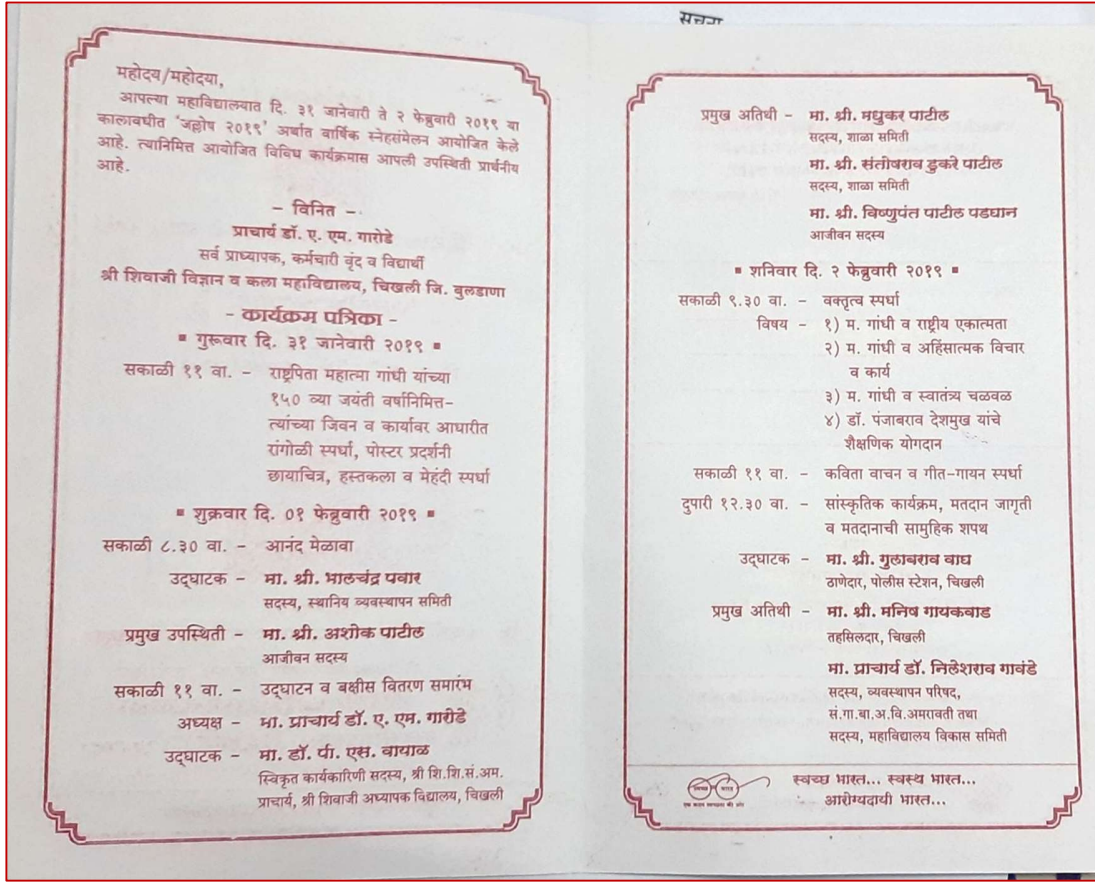 सूचना
महोदय/महोदया,
आपल्या महाविद्यालयात दि. ३१ जानेवारी ते २ फेब्रुवारी २०१९ या
कालावधीत 'जल्लोष २०१९' अर्थात वार्षिक स्नेहसंमेलन आयोजित केले
आहे. त्यानिमित्त आयोजित विविध कार्यक्रमास आपली उपस्थिती प्रार्थनीय
आहे.
– विनित –
प्राचार्य डॉ. ए. एम. गारोडे
सर्व प्राध्यापक, कर्मचारी वृंद व विद्यार्थी
श्री शिवाजी विज्ञान व कला महाविद्यालय, चिखली जि. बुलडाणा
- कार्यक्रम पत्रिका -
▪ गुरूवार दि. ३१ जानेवारी २०१९ ▪
सकाळी ११ वा. – राष्ट्रपिता महात्मा गांधी यांच्या
१५० व्या जयंती वर्षानिमित्त–
त्यांच्या जिवन व कार्यावर आधारीत
रांगोळी स्पर्धा, पोस्टर प्रदर्शनी
छायाचित्र, हस्तकला व मेहंदी स्पर्धा
▪ शुक्रवार दि. ०१ फेब्रुवारी २०१९ ▪
सकाळी ८.३० वा. – आनंद मेळावा
उद्घाटक – मा. श्री. भालचंद्र पवार
सदस्य, स्थानिय व्यवस्थापन समिती
प्रमुख उपस्थिती – मा. श्री. अशोक पाटील
आजीवन सदस्य
सकाळी ११ वा. – उद्घाटन व बक्षीस वितरण समारंभ
अध्यक्ष – मा. प्राचार्य डॉ. ए. एम. गारोडे
उद्घाटक – मा. डॉ. पी. एस. वायाळ
स्विकृत कार्यकारिणी सदस्य, श्री शि.शि.सं.अम.
प्राचार्य, श्री शिवाजी अध्यापक विद्यालय, चिखली
प्रमुख अतिथी – मा. श्री. मधुकर पाटील
सदस्य, शाळा समिती
मा. श्री. संतोषराव डुकरे पाटील
सदस्य, शाळा समिती
मा. श्री. विष्णुपंत पाटील पडघान
आजीवन सदस्य
▪ शनिवार दि. २ फेब्रुवारी २०१९ ▪
सकाळी ९.३० वा. – वक्तृत्व स्पर्धा
विषय – १) म. गांधी व राष्ट्रीय एकात्मता
२) म. गांधी व अहिंसात्मक विचार
व कार्य
३) म. गांधी व स्वातंत्र्य चळवळ
४) डॉ. पंजाबराव देशमुख यांचे
शैक्षणिक योगदान
सकाळी ११ वा. – कविता वाचन व गीत–गायन स्पर्धा
दुपारी १२.३० वा. – सांस्कृतिक कार्यक्रम, मतदान जागृती
व मतदानाची सामुहिक शपथ
उद्घाटक – मा. श्री. गुलाबराव वाघ
ठाणेदार, पोलीस स्टेशन, चिखली
प्रमुख अतिथी – मा. श्री. मनिष गायकवाड
तहसिलदार, चिखली
मा. प्राचार्य डॉ. निलेशराव गावंडे
सदस्य, व्यवस्थापन परिषद,
सं.गा.बा.अ.वि.अमरावती तथा
सदस्य, महाविद्यालय विकास समिती
स्वच्छ भारत
एक कदम स्वच्छता की ओर
स्वच्छ भारत... स्वस्थ भारत...
आरोग्यदायी भारत...